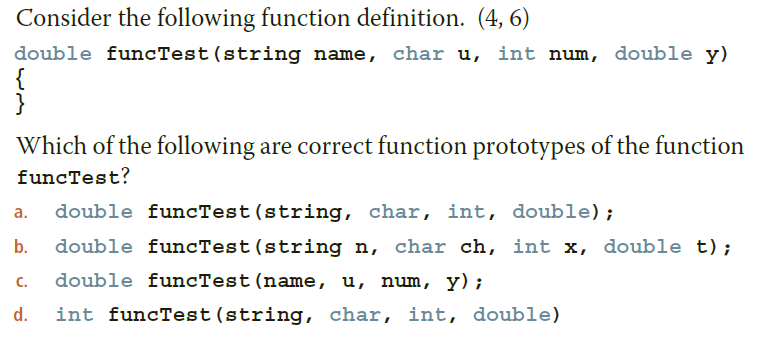 Consider the following function definition. (4, 6)
double funcTest(string name, char u, int num, double y)
{
}
Which of the following are correct function prototypes of the function
funcTest?
a. double funcTest(string, char, int, double);
b. double funcTest(string n, char ch, int x, double t);
c. double funcTest(name, u, num, y);
d. int funcTest(string, char, int, double)